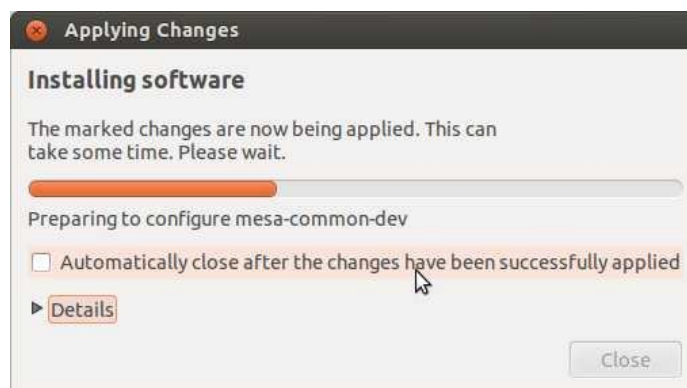 Applying Changes
Installing software
The marked changes are now being applied. This can
take some time. Please wait.
Preparing to configure mesa-common-dev
Automatically close after the changes have been successfully applied
Details
Close